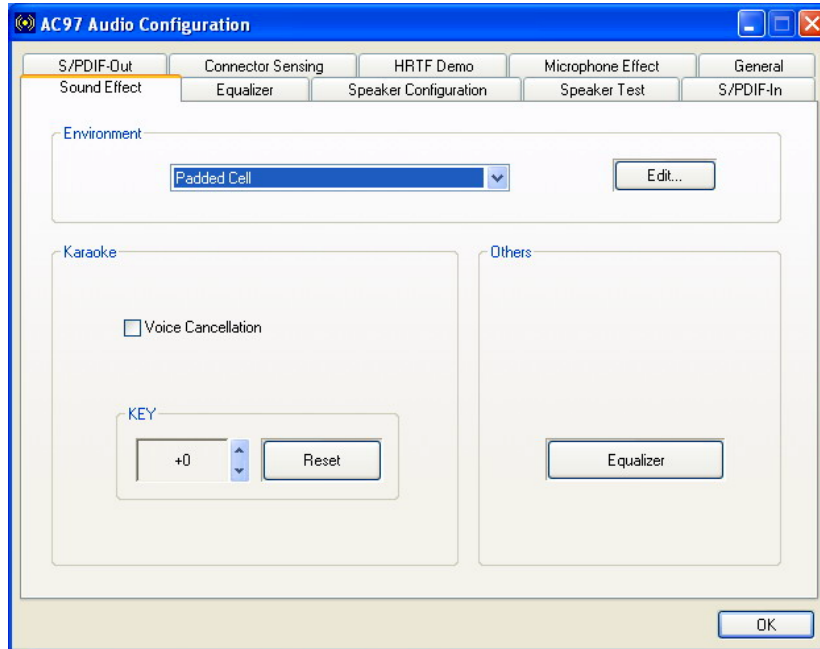 AC97 Audio Configuration
S/PDIF-Out Connector Sensing HRTF Demo Microphone Effect General
Sound Effect Equalizer Speaker Configuration Speaker Test S/PDIF-In
Environment
Padded Cell Edit...
Karaoke Others
Voice Cancellation
KEY
+0 Reset Equalizer
OK